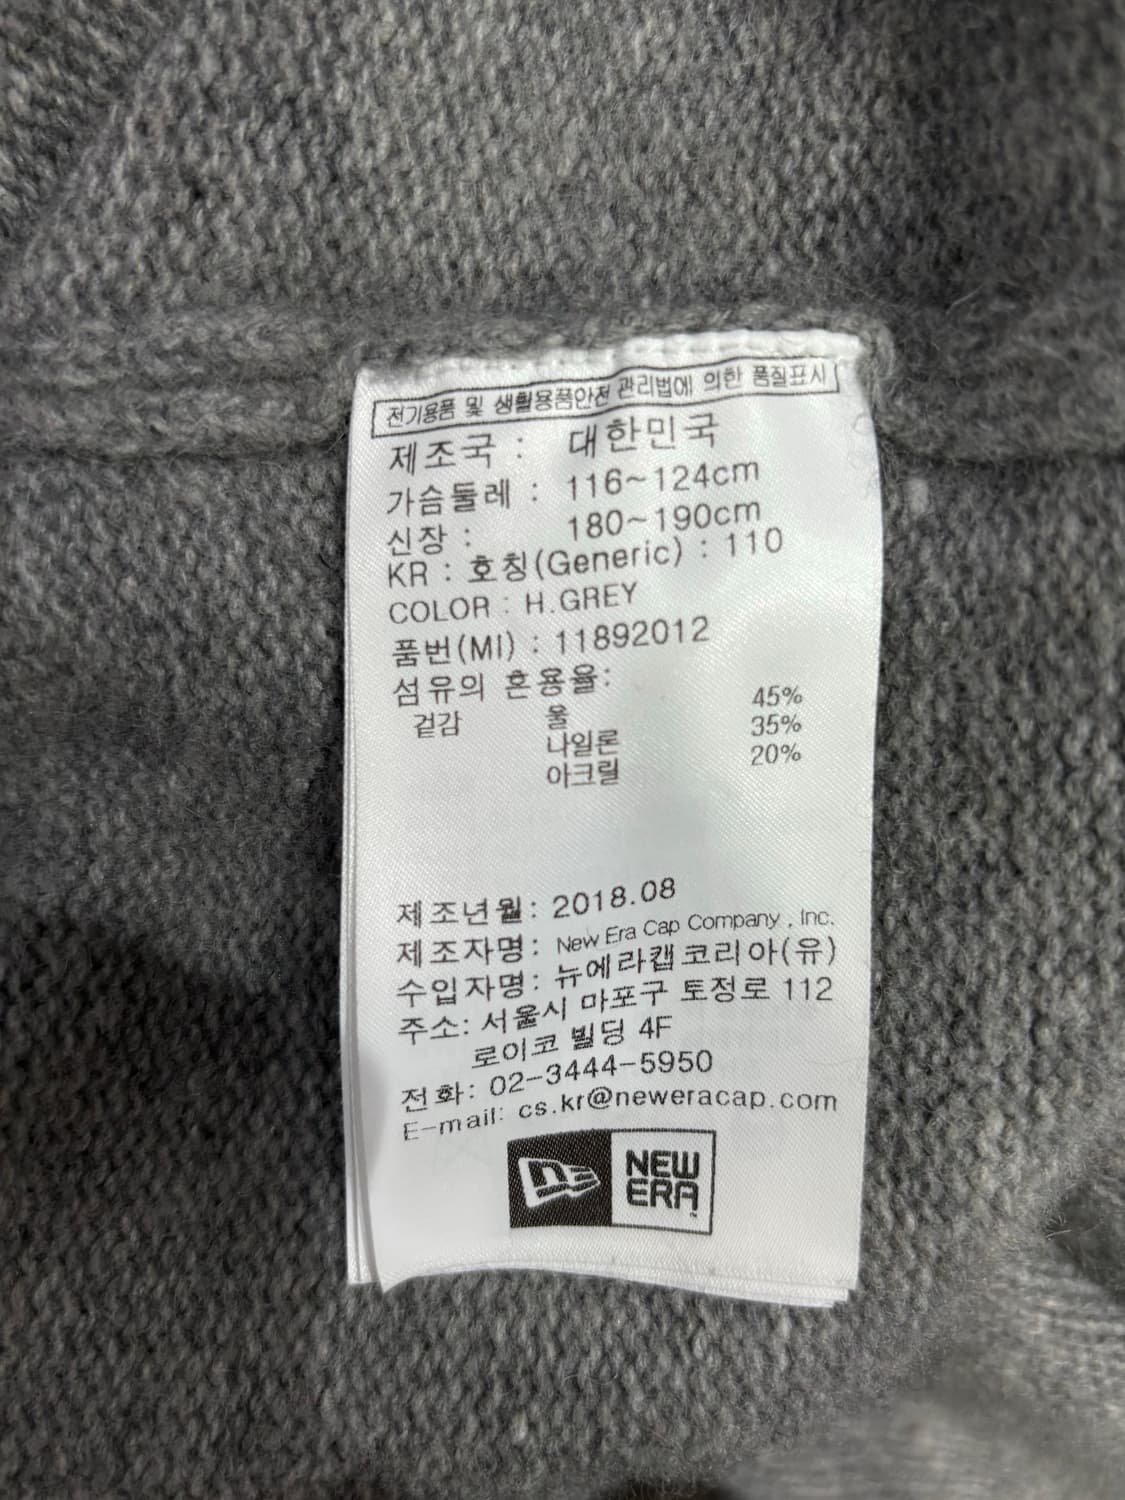 전기용품 및 생활용품안전 관리법에 의한 품질표시
제조국 : 대한민국
가슴둘레 : 116~124cm
신장 : 180~190cm
KR : 호칭(Generic) : 110
COLOR : H.GREY
품번(MI) : 11892012
섬유의 혼용율:
겉감 울 45%
나일론 35%
아크릴 20%
제조년월: 2018.08
제조자명: New Era Cap Company , Inc.
수입자명: 뉴에라캡코리아(유)
주소: 서울시 마포구 토정로 112
로이코 빌딩 4F
전화: 02-3444-5950
E-mail: cs.kr@neweracap.com
NEW
ERA